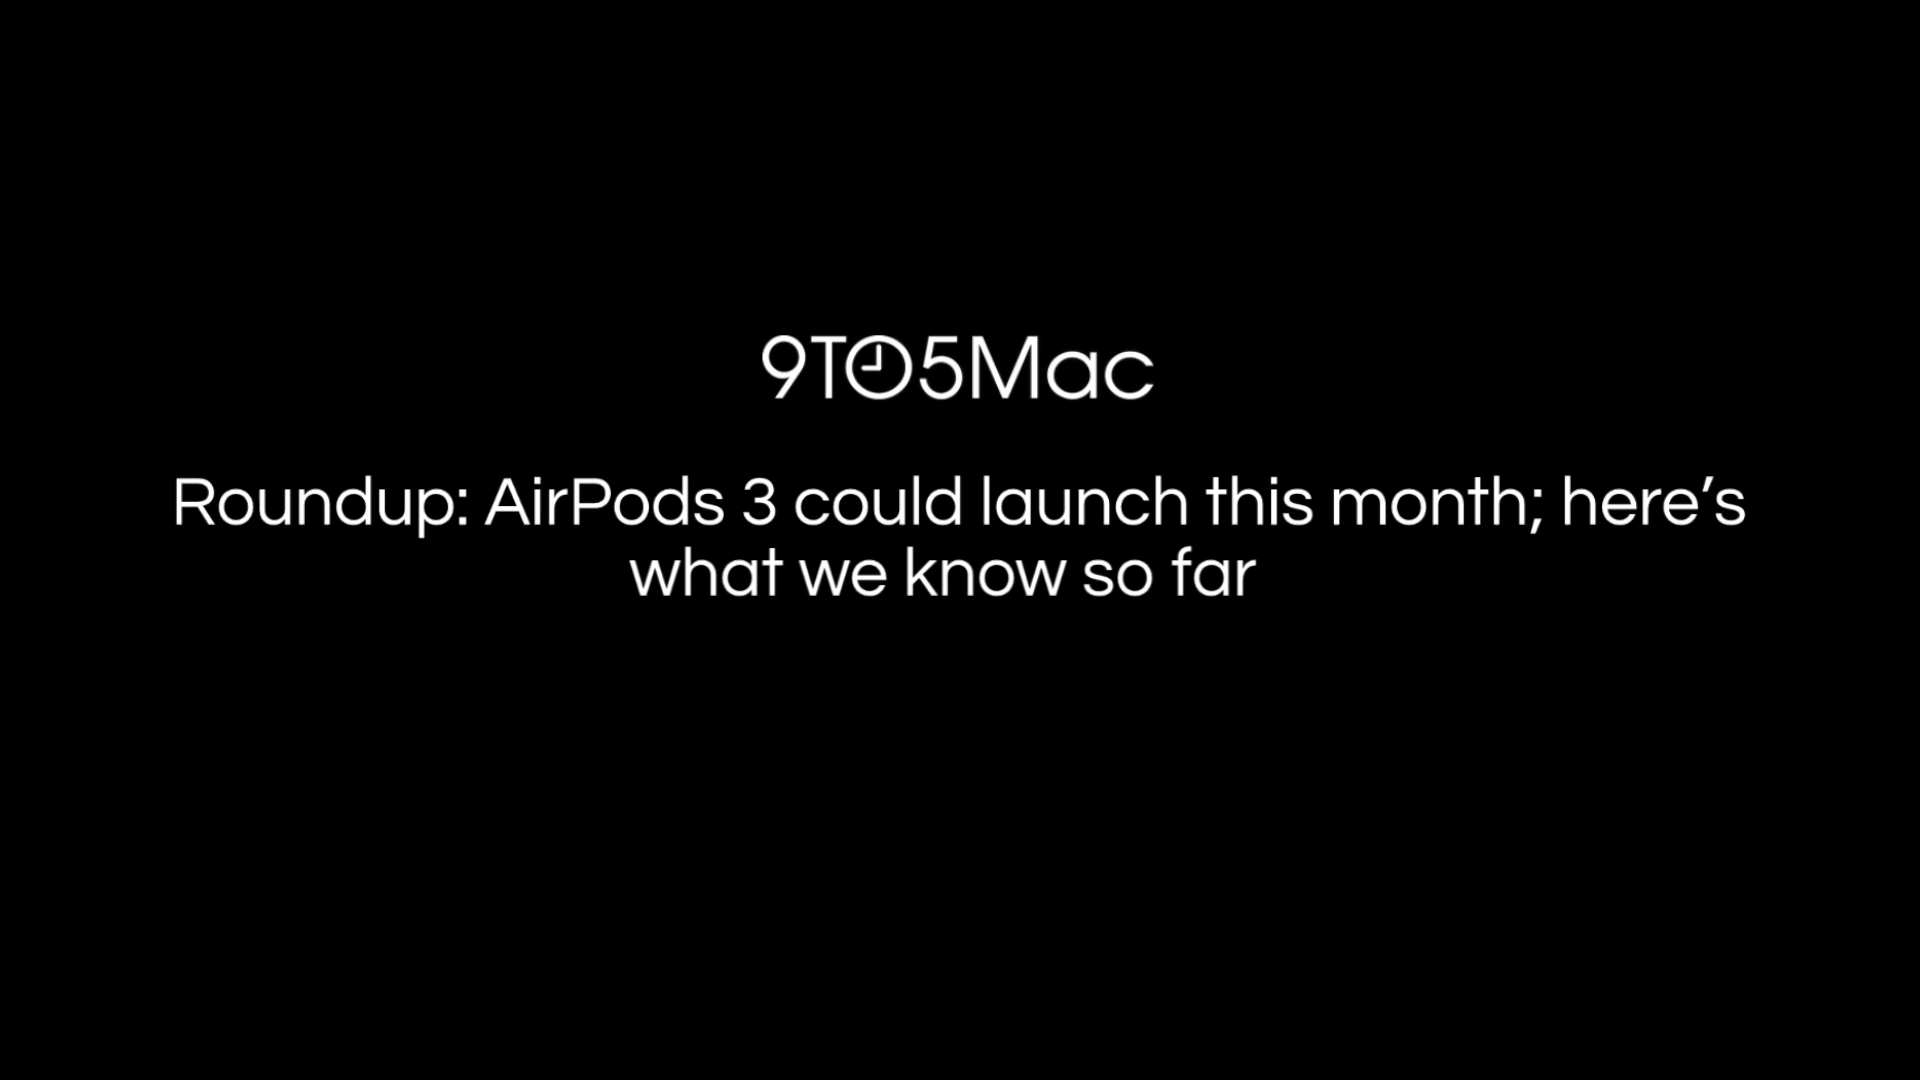 9TO5Mac
Roundup: AirPods 3 could launch this month; here’s
what we know so far